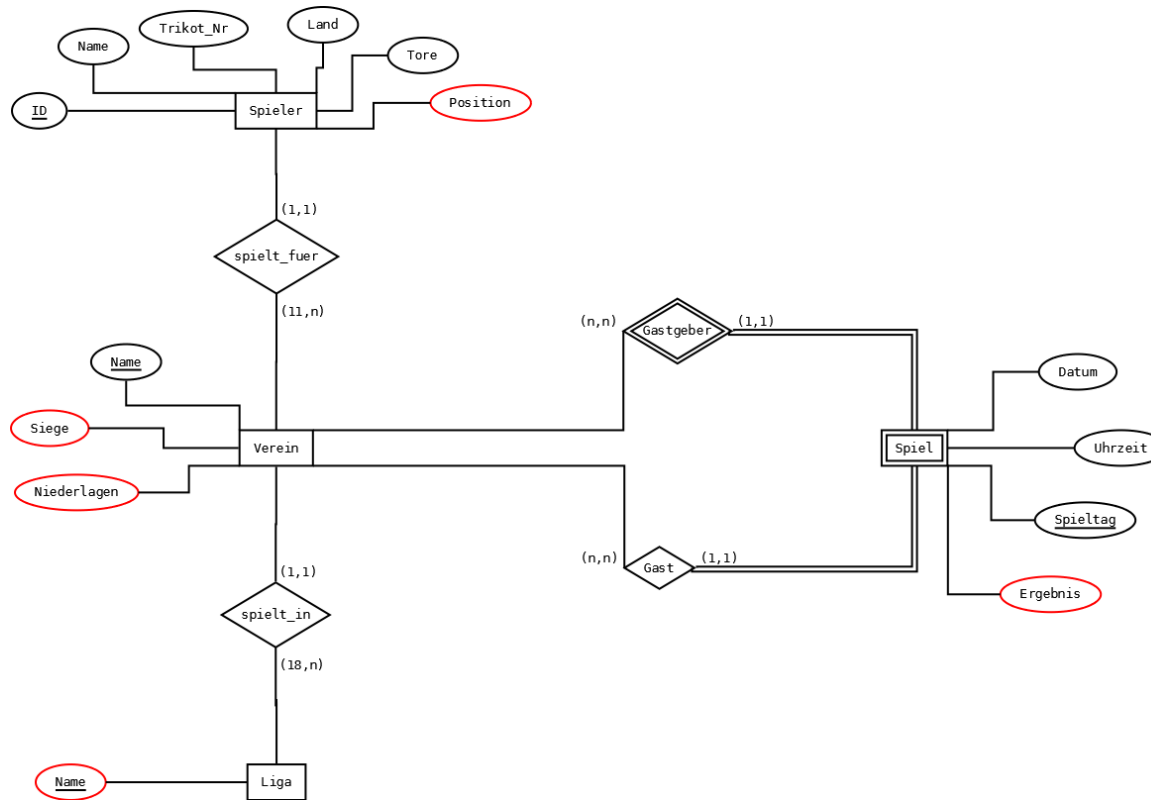 Land
Trikot_Nr
Name
Tore
Position
ID
Spieler
(1,1)
spielt_fuer
(11,n)
(n,n)
Gastgeber
(1,1)
Name
Datum
Siege
Verein
Spiel
Uhrzeit
Niederlagen
Spieltag
(1,1)
(n,n)
Gast
(1,1)
Ergebnis
spielt_in
(18,n)
Name
Liga